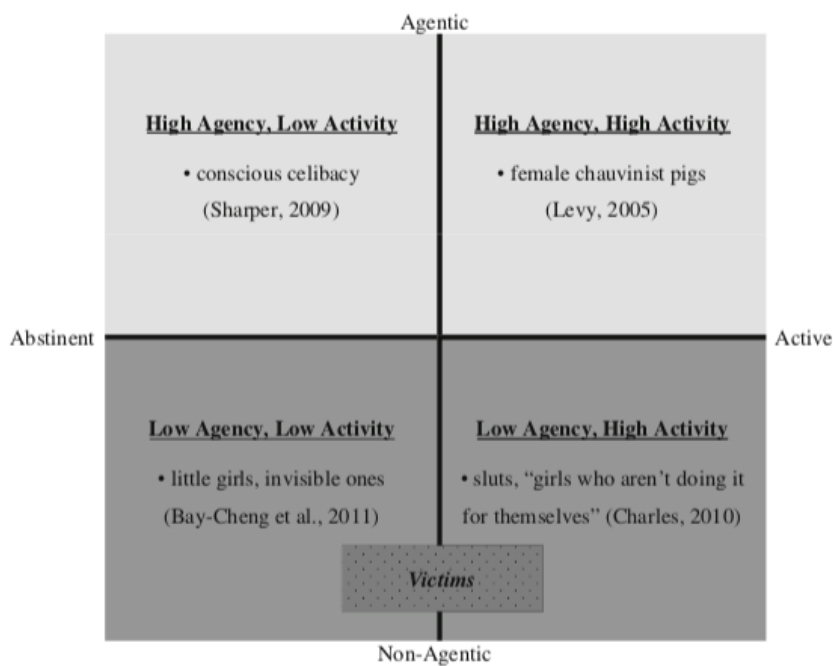 Agentic
High Agency, Low Activity
• conscious celibacy
(Sharper, 2009)
High Agency, High Activity
• female chauvinist pigs
(Levy, 2005)
Abstinent
Active
Low Agency, Low Activity
• little girls, invisible ones
(Bay-Cheng et al., 2011)
Low Agency, High Activity
• sluts, “girls who aren’t doing it
for themselves” (Charles, 2010)
Victims
Non-Agentic